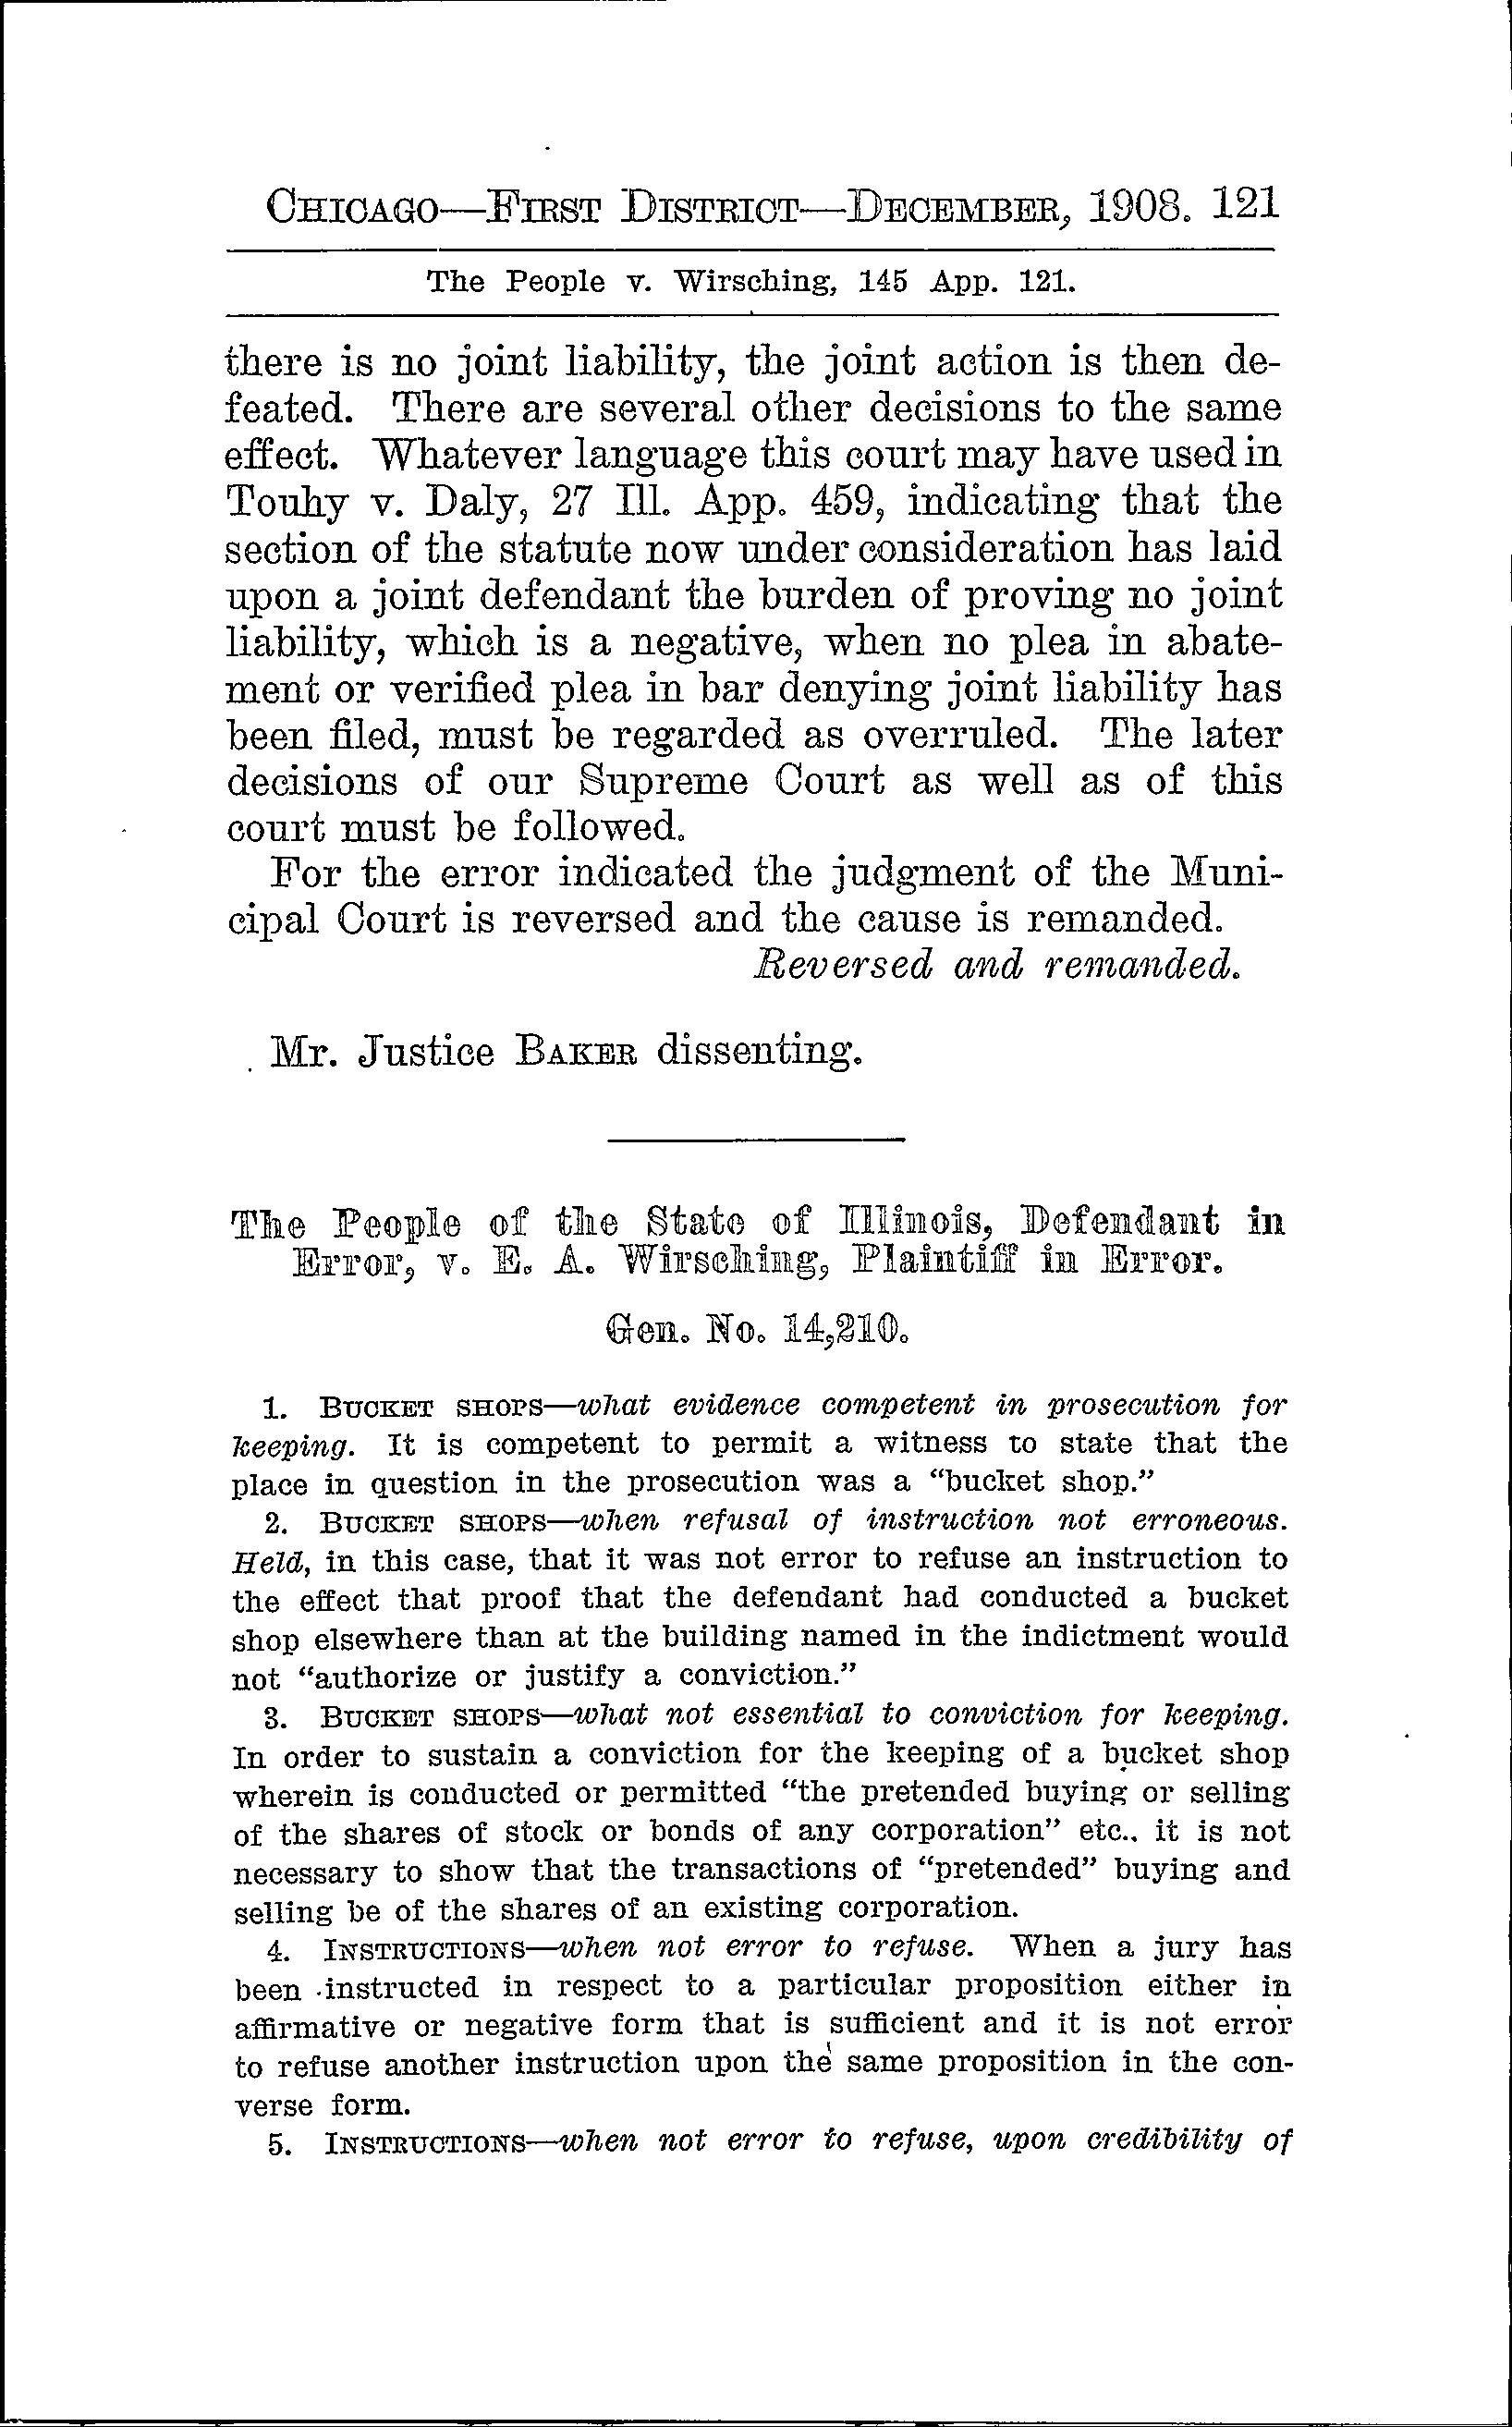 CHICAGO—FIRST DISTRICT—DECEMBER, 1908. 121
The People v. Wirsching, 145 App. 121.
there is no joint liability, the joint action is then de-
feated. There are several other decisions to the same
effect. Whatever language this court may have used in
Touhy v. Daly, 27 Ill. App. 459, indicating that the
section of the statute now under consideration has laid
upon a joint defendant the burden of proving no joint
liability, which is a negative, when no plea in abate-
ment or verified plea in bar denying joint liability has
been filed, must be regarded as overruled. The later
decisions of our Supreme Court as well as of this
court must be followed.
For the error indicated the judgment of the Muni-
cipal Court is reversed and the cause is remanded.
Reversed and remanded.
Mr. Justice BAKER dissenting.
The People of the State of Illinois, Defendant in
Error, v. E. A. Wirsching, Plaintiff in Error.
Gen. No. 14,210.
1. BUCKET SHOPS—what evidence competent in prosecution for
keeping. It is competent to permit a witness to state that the
place in question in the prosecution was a “bucket shop.”
2. BUCKET SHOPS—when refusal of instruction not erroneous.
Held, in this case, that it was not error to refuse an instruction to
the effect that proof that the defendant had conducted a bucket
shop elsewhere than at the building named in the indictment would
not “authorize or justify a conviction.”
3. BUCKET SHOPS—what not essential to conviction for keeping.
In order to sustain a conviction for the keeping of a bucket shop
wherein is conducted or permitted “the pretended buying or selling
of the shares of stock or bonds of any corporation” etc.. it is not
necessary to show that the transactions of “pretended” buying and
selling be of the shares of an existing corporation.
4. INSTRUCTIONS—when not error to refuse. When a jury has
been instructed in respect to a particular proposition either in
affirmative or negative form that is sufficient and it is not error
to refuse another instruction upon the same proposition in the con-
verse form.
5. INSTRUCTIONS—when not error to refuse, upon credibility of